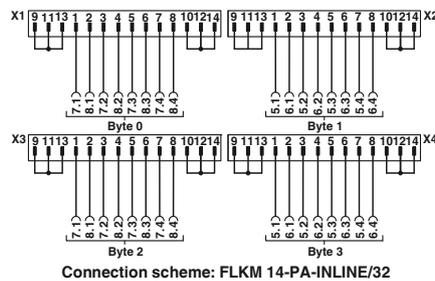 X1 9 11 13 1 2 3 4 5 6 7 8 10 12 14
9 11 13 1 2 3 4 5 6 7 8 10 12 14 X2
7.1 8.1 7.2 8.2 7.3 8.3 7.4 8.4
5.1 6.1 5.2 6.2 5.3 6.3 5.4 6.4
Byte 0
Byte 1
X3 9 11 13 1 2 3 4 5 6 7 8 10 12 14
9 11 13 1 2 3 4 5 6 7 8 10 12 14 X4
7.1 8.1 7.2 8.2 7.3 8.3 7.4 8.4
5.1 6.1 5.2 6.2 5.3 6.3 5.4 6.4
Byte 2
Byte 3
Connection scheme: FLKM 14-PA-INLINE/32